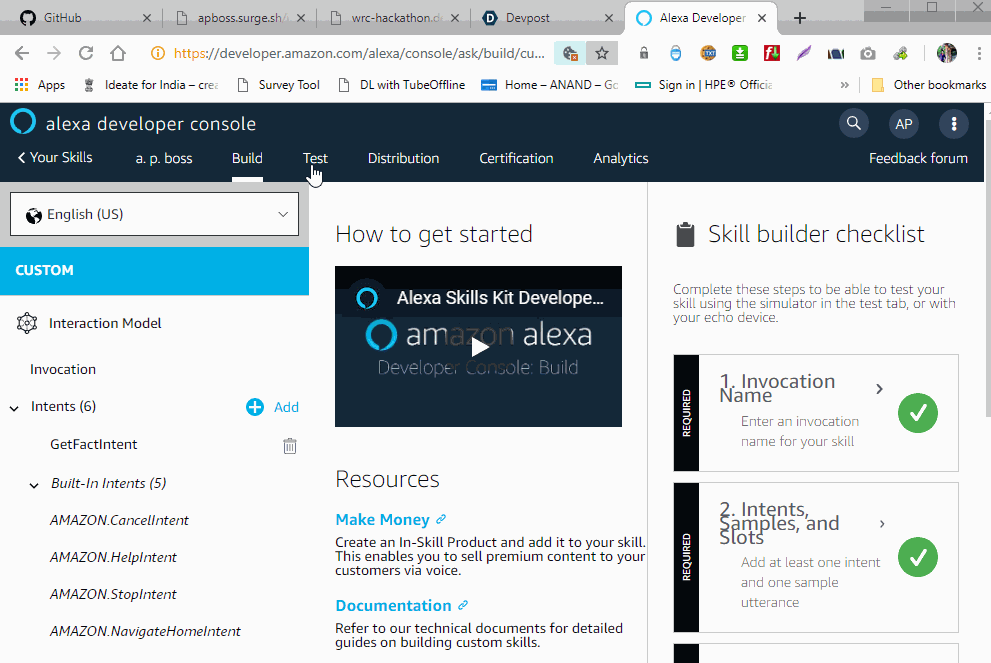 GitHub
apboss.surge.sh/
wrc-hackathon.de
Devpost
Alexa Developer
https://developer.amazon.com/alexa/console/ask/build/cu...
Apps
Ideate for India – crea
Survey Tool
DL with TubeOffline
Home – ANAND – Go
Sign in | HPE® Officia
Other bookmarks
alexa developer console
AP
Your Skills
a. p. boss
Build
Test
Distribution
Certification
Analytics
Feedback forum
English (US)
CUSTOM
Interaction Model
Invocation
Intents (6)
Add
GetFactIntent
Built-In Intents (5)
AMAZON.CancelIntent
AMAZON.HelpIntent
AMAZON.StopIntent
AMAZON.NavigateHomeIntent
How to get started
Alexa Skills Kit Develope...
amazon alexa
Developer Console: Build
Resources
Make Money
Create an In-Skill Product and add it to your skill.
This enables you to sell premium content to your
customers via voice.
Documentation
Refer to our technical documents for detailed
guides on building custom skills.
Skill builder checklist
Complete these steps to be able to test your
skill using the simulator in the test tab, or with
your echo device.
REQUIRED
1. Invocation
Name
Enter an invocation
name for your skill
REQUIRED
2. Intents,
Samples, and
Slots
Add at least one intent
and one sample
utterance